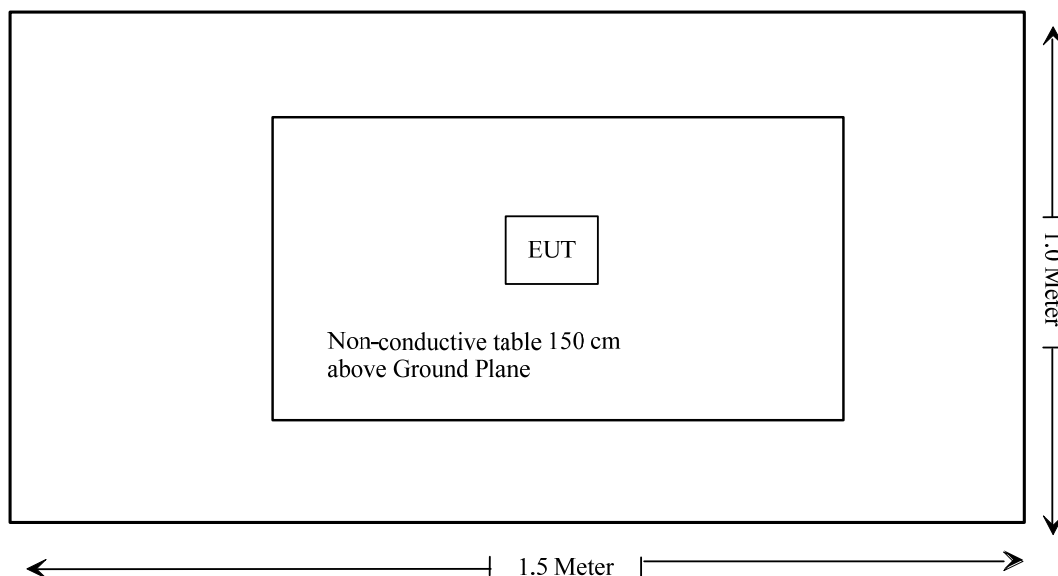 EUT
Non-conductive table 150 cm
above Ground Plane
1.0 Meter
1.5 Meter